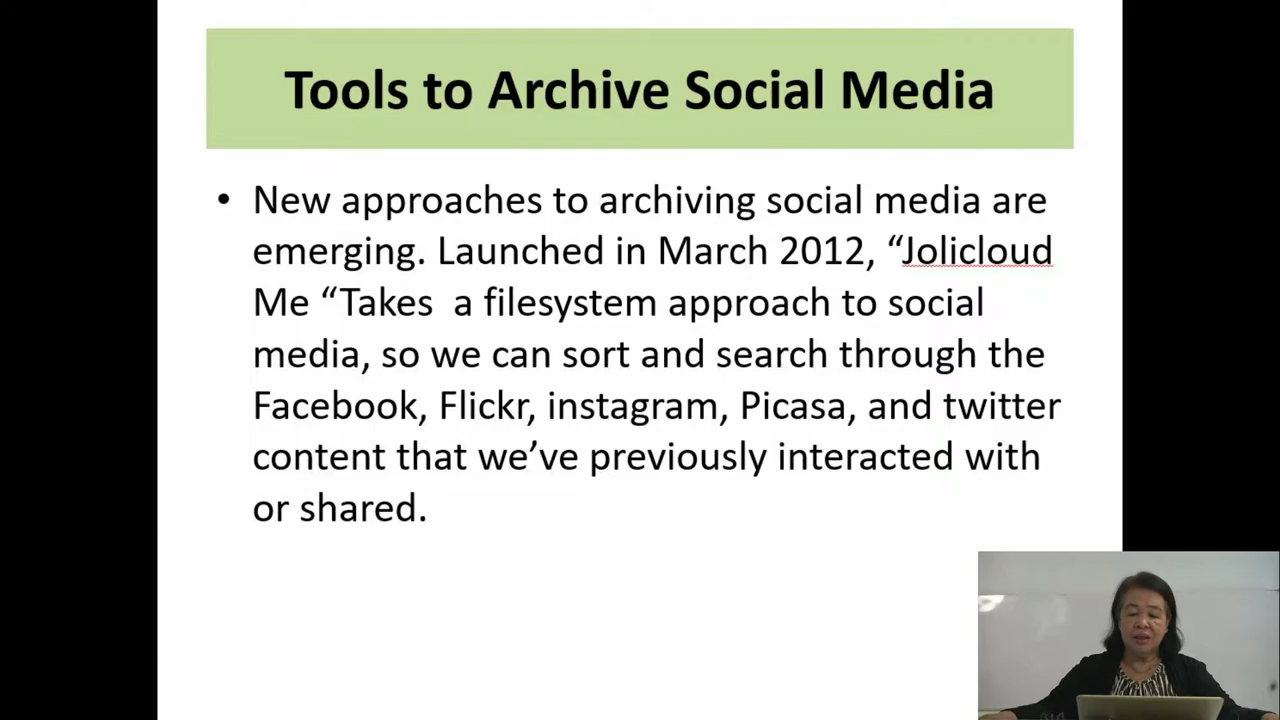 Tools to Archive Social Media
• New approaches to archiving social media are
emerging. Launched in March 2012, “Jolicloud
Me “Takes  a filesystem approach to social
media, so we can sort and search through the
Facebook, Flickr, instagram, Picasa, and twitter
content that we’ve previously interacted with
or shared.